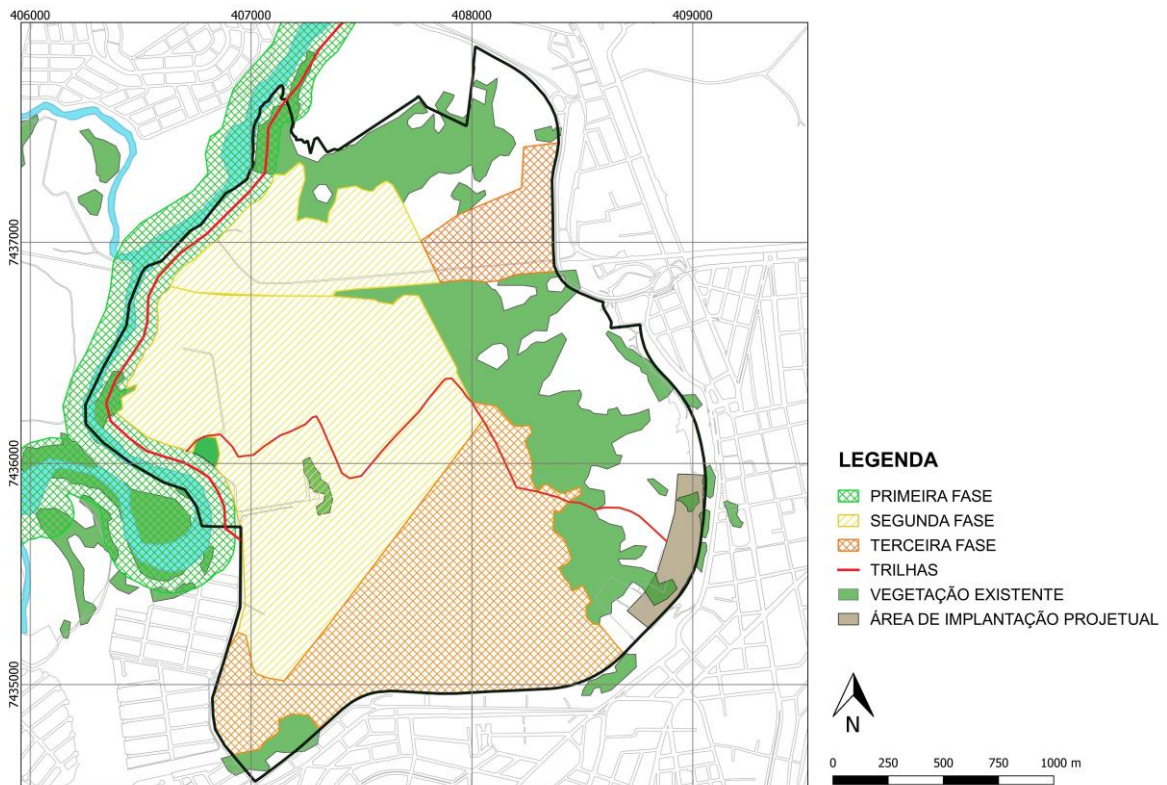 406000
407000
408000
409000
7437000
7436000
7435000
LEGENDA
PRIMEIRA FASE
SEGUNDA FASE
TERCEIRA FASE
TRILHAS
VEGETAÇÃO EXISTENTE
ÁREA DE IMPLANTAÇÃO PROJETUAL
N
0 250 500 750 1000 m